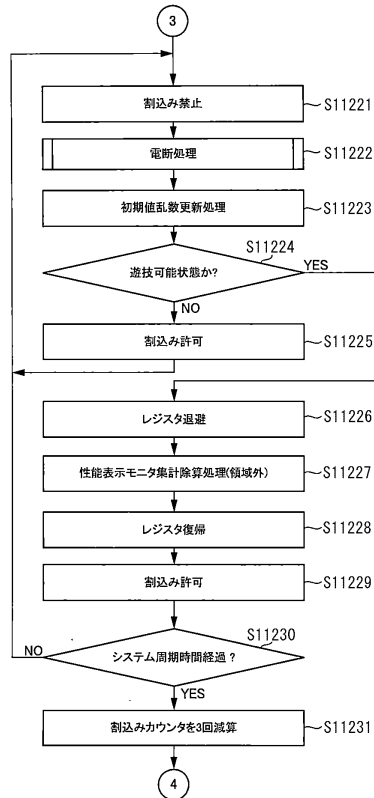 3
割込み禁止
S11221
電断処理
S11222
初期値乱数更新処理
S11223
S11224
遊技可能状態か?
YES
NO
割込み許可
S11225
レジスタ退避
S11226
性能表示モニタ集計除算処理(領域外)
S11227
レジスタ復帰
S11228
割込み許可
S11229
S11230
NO
システム周期時間経過?
YES
割込みカウンタを3回減算
S11231
4